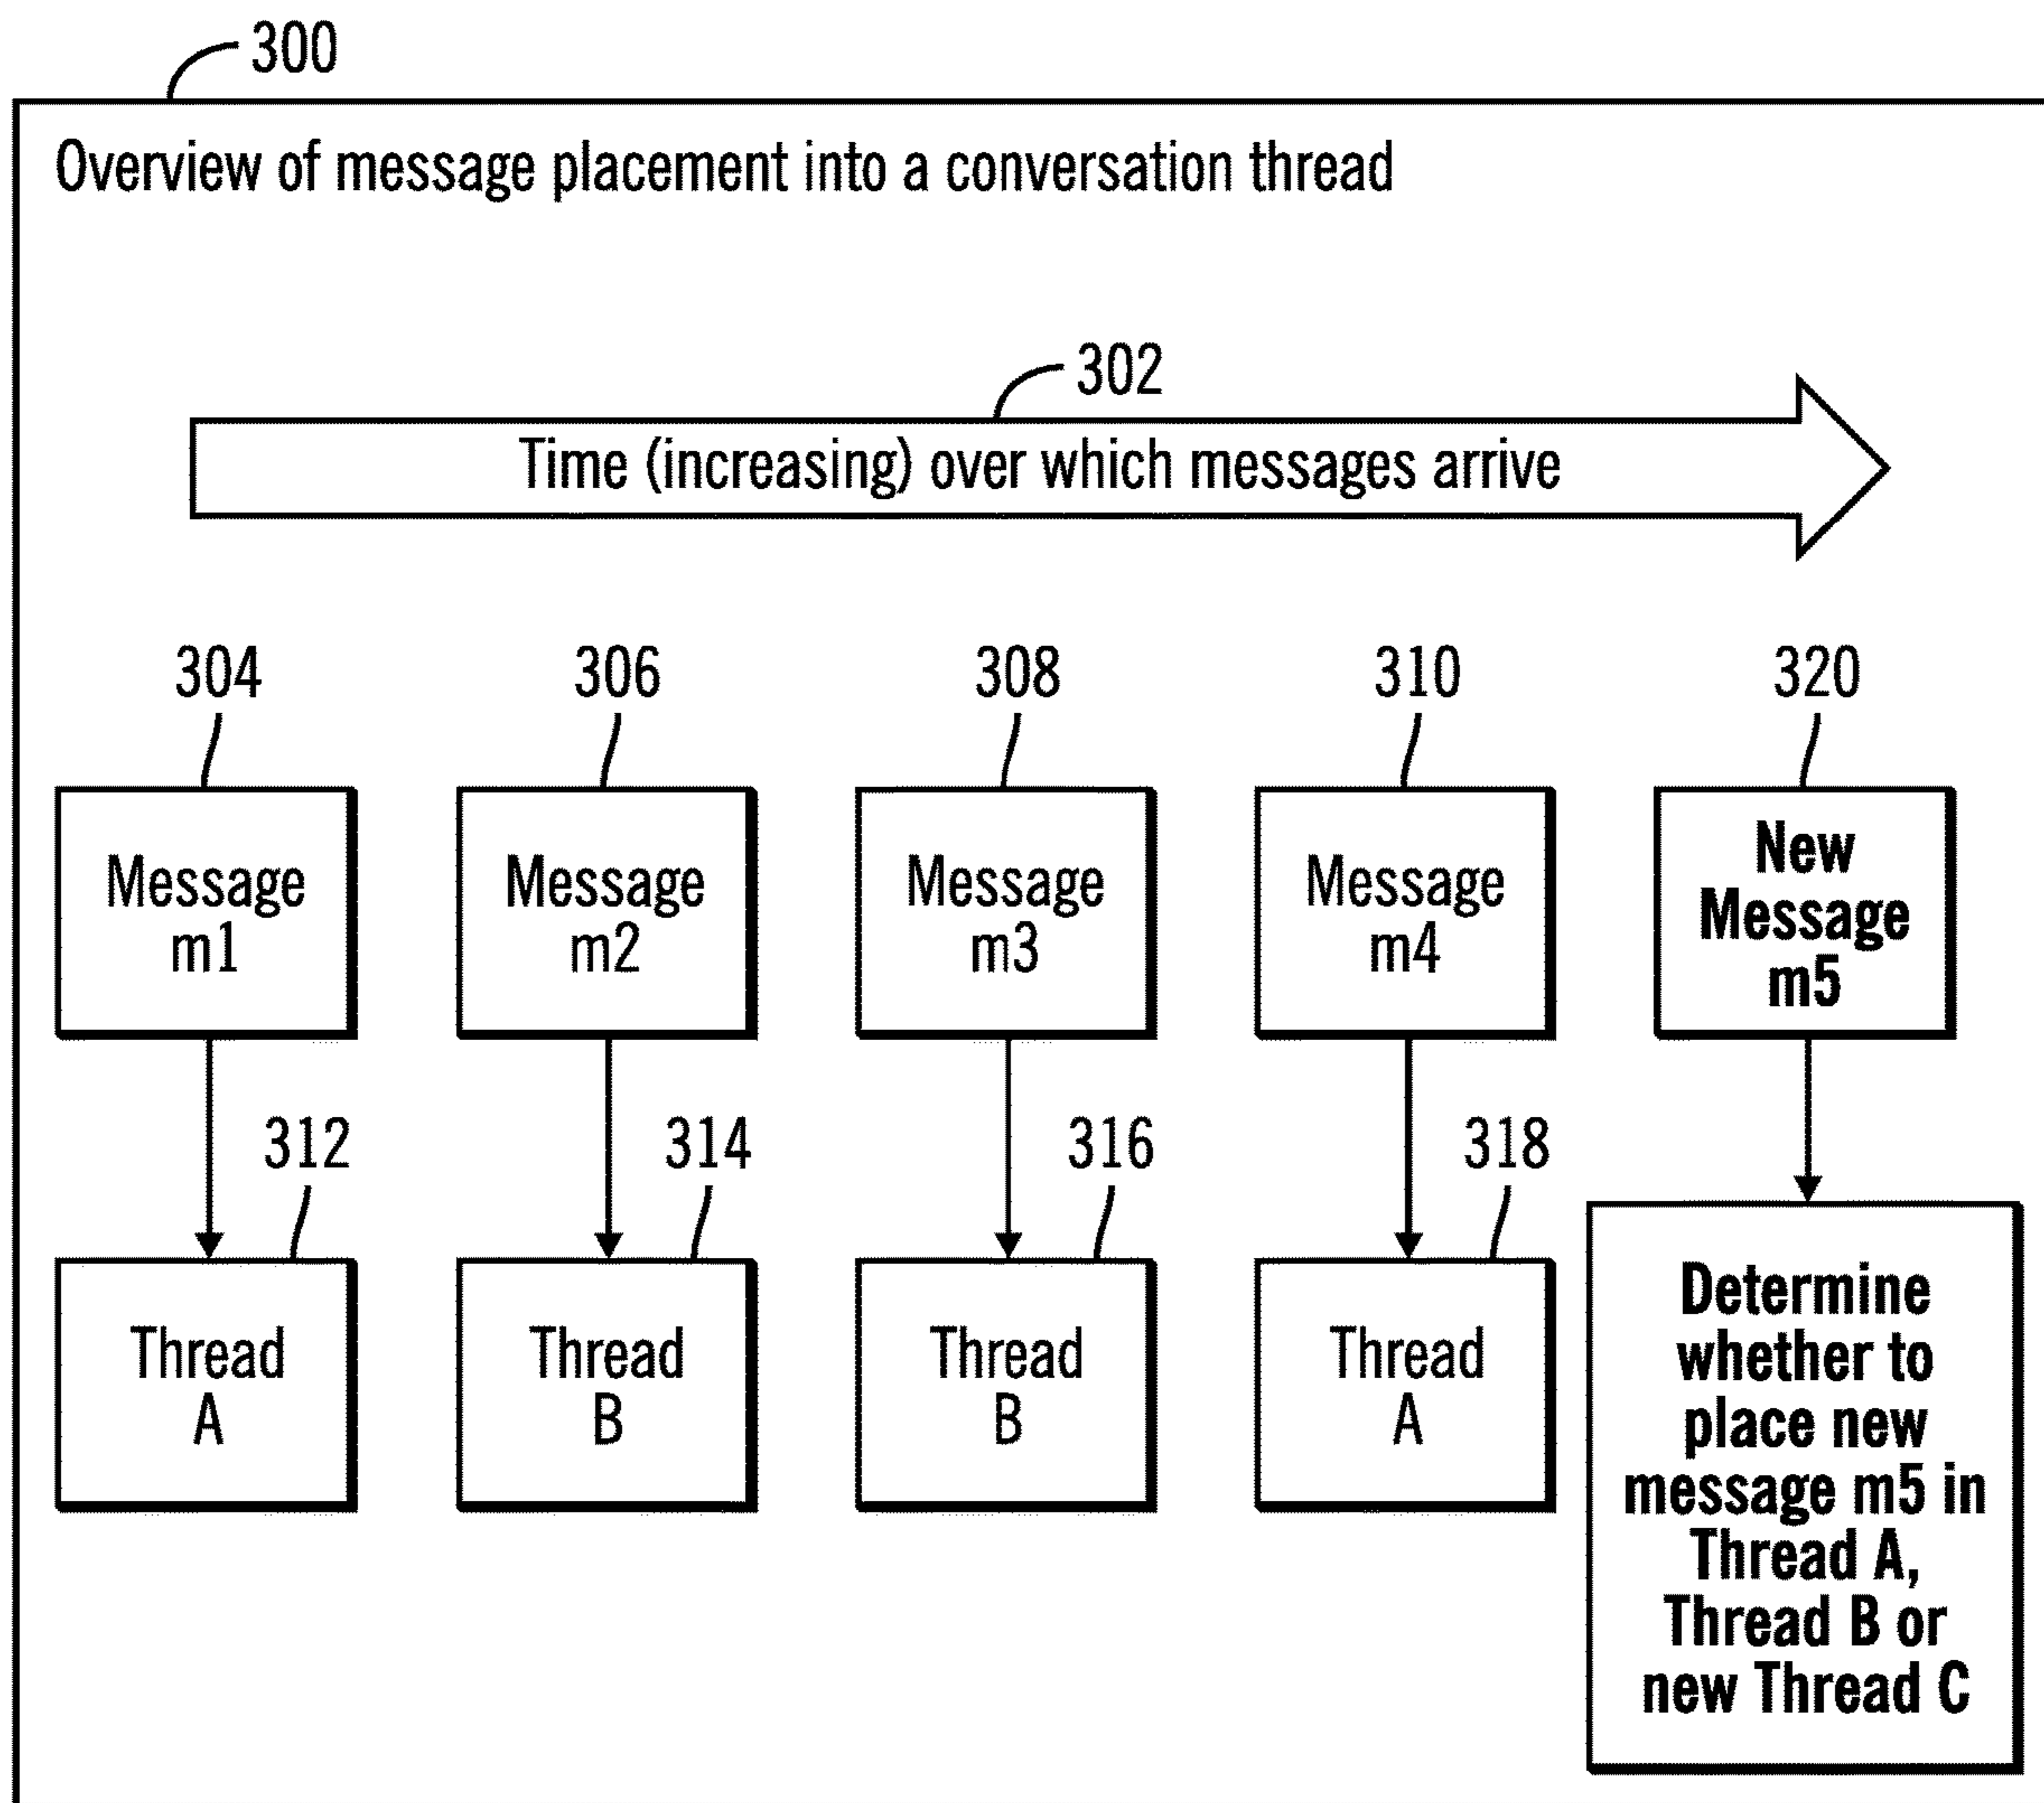 300
Overview of message placement into a conversation thread
302
Time (increasing) over which messages arrive
304
306
308
310
320
Message
m1
Message
m2
Message
m3
Message
m4
New
Message
m5
312
314
316
318
Thread
A
Thread
B
Thread
B
Thread
A
Determine
whether to
place new
message m5 in
Thread A,
Thread B or
new Thread C